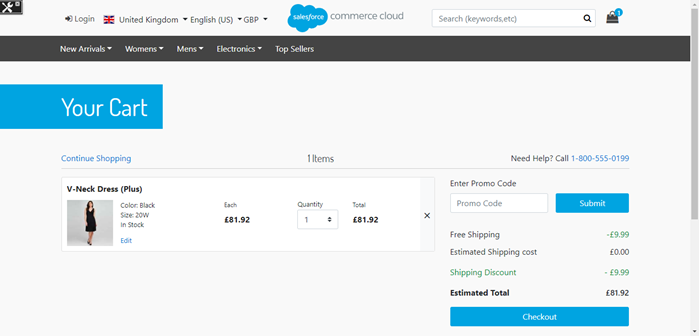 Login United Kingdom English (US) GBP
salesforce commerce cloud
Search (keywords,etc)
1
New Arrivals Womens Mens Electronics Top Sellers
Your Cart
Continue Shopping 1 Items Need Help? Call 1-800-555-0199
V-Neck Dress (Plus)
Color: Black
Size: 20W
In Stock
Edit
Each
£81.92
Quantity
1
Total
£81.92
Enter Promo Code
Promo Code Submit
Free Shipping -£9.99
Estimated Shipping cost £0.00
Shipping Discount - £9.99
Estimated Total £81.92
Checkout